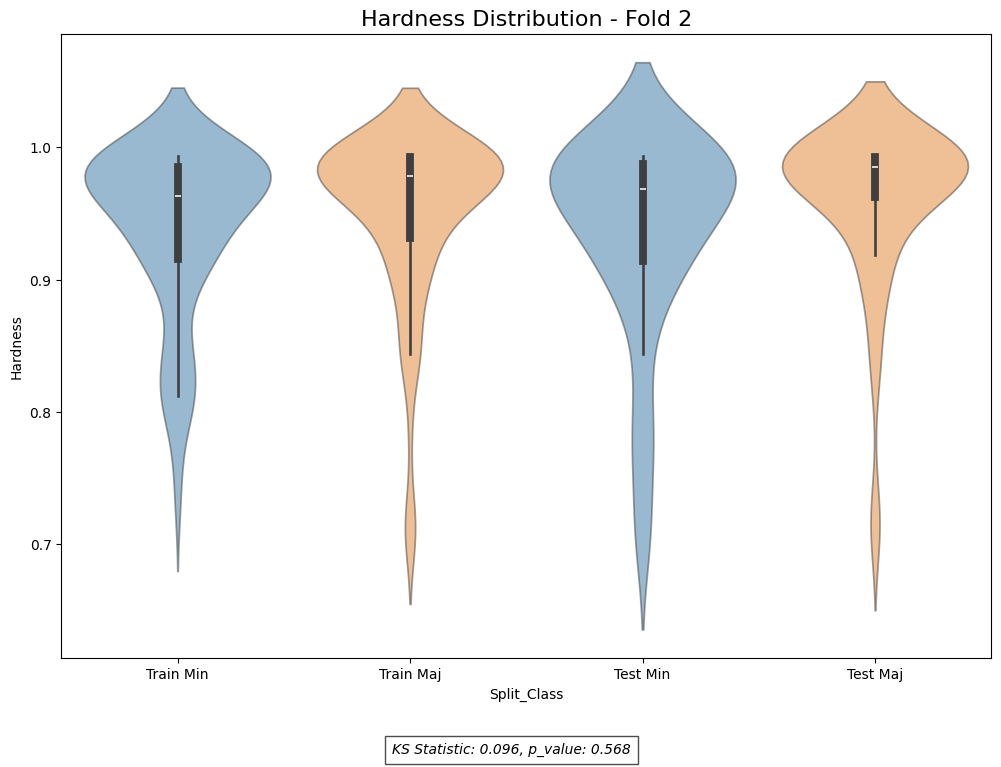 Hardness Distribution - Fold 2
1.0
0.9
0.8
0.7
Hardness
Train Min
Train Maj
Test Min
Test Maj
Split_Class
KS Statistic: 0.096, p_value: 0.568